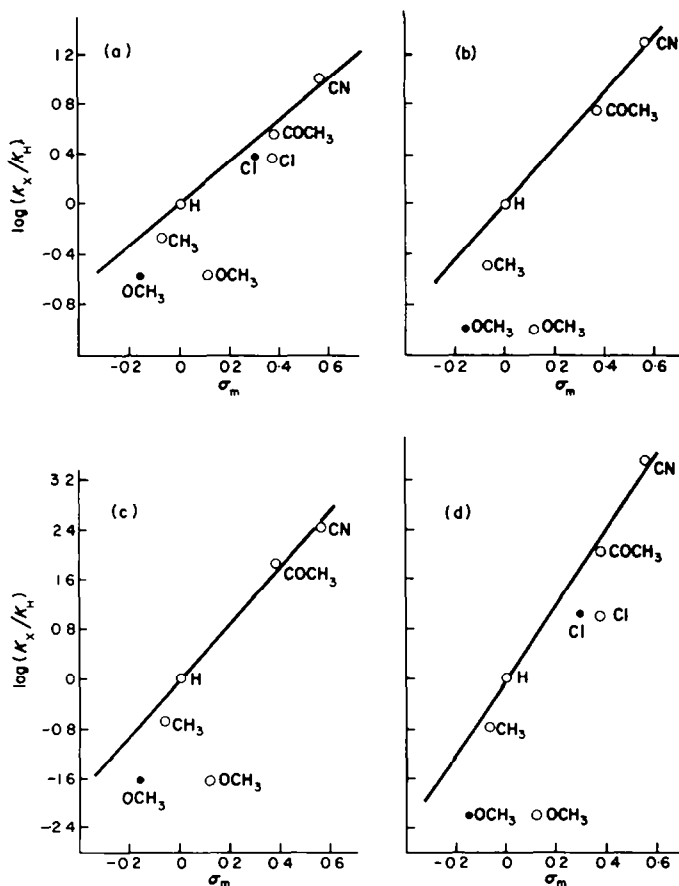 (a)
log (K_X/K_H)
1·2
0·8
0·4
0
-0·4
-0·8
CN
COCH₃
Cl
Cl
H
CH₃
OCH₃
OCH₃
-0·2 0 0·2 0·4 0·6
σ_m
(b)
CN
COCH₃
H
CH₃
OCH₃
OCH₃
-0·2 0 0·2 0·4 0·6
σ_m
(c)
log (K_X/K_H)
3·2
2·4
1·6
0·8
0
-0·8
-1·6
-2·4
CN
COCH₃
H
CH₃
OCH₃
OCH₃
-0·2 0 0·2 0·4 0·6
σ_m
(d)
CN
COCH₃
Cl
Cl
H
CH₃
OCH₃
OCH₃
-0·2 0 0·2 0·4 0·6
σ_m